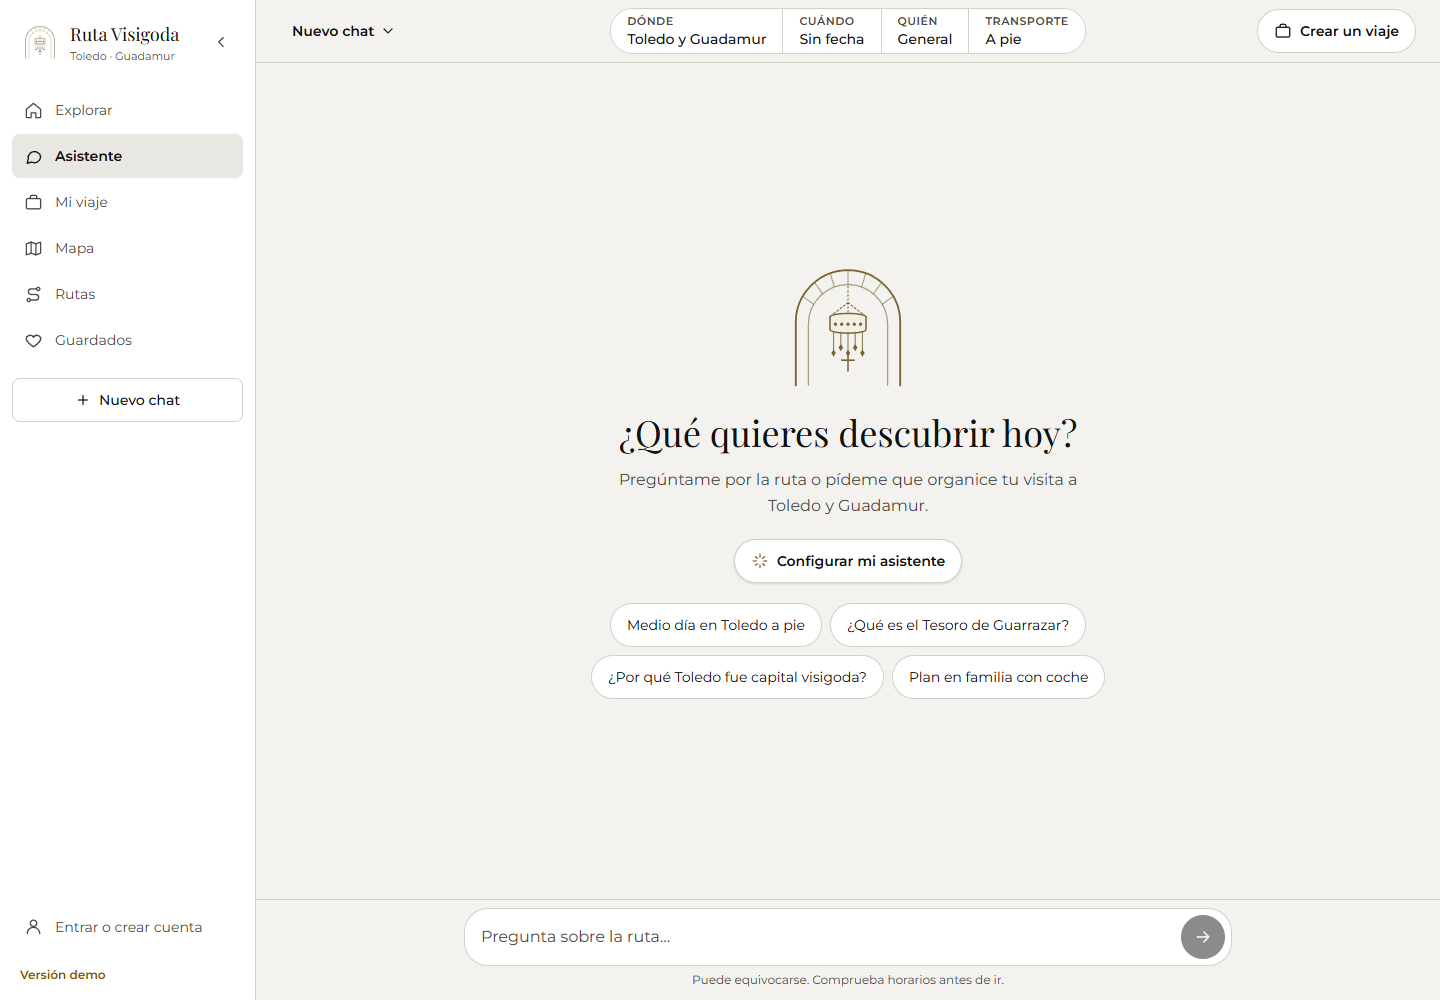 Ruta Visigoda
Toledo · Guadamur
Explorar
Asistente
Mi viaje
Mapa
Rutas
Guardados
Nuevo chat
Entrar o crear cuenta
Versión demo
Nuevo chat
DÓNDE
Toledo y Guadamur
CUÁNDO
Sin fecha
QUIÉN
General
TRANSPORTE
A pie
Crear un viaje
¿Qué quieres descubrir hoy?
Pregúntame por la ruta o pídeme que organice tu visita a
Toledo y Guadamur.
Configurar mi asistente
Medio día en Toledo a pie
¿Qué es el Tesoro de Guarrazar?
¿Por qué Toledo fue capital visigoda?
Plan en familia con coche
Pregunta sobre la ruta...
Puede equivocarse. Comprueba horarios antes de ir.